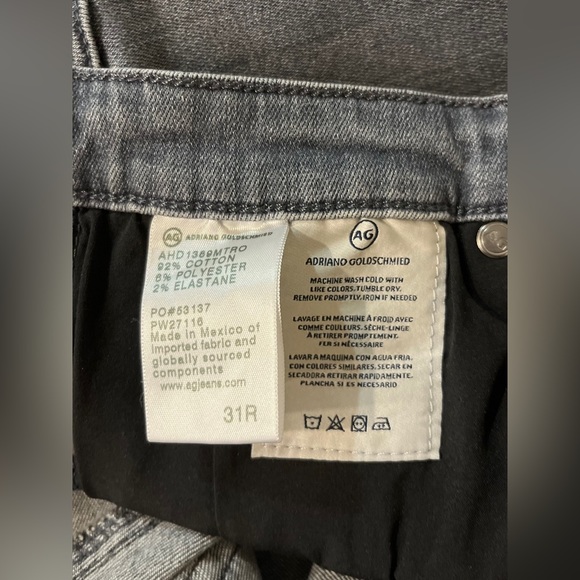 AG ADRIANO GOLDSCHMIED
AHD1389MTRO
92% COTTON
6% POLYESTER
2% ELASTANE
PO#53137
PW27116
Made in Mexico of
imported fabric and
globally sourced
components
www.agjeans.com
31R
AG
ADRIANO GOLDSCHMIED
MACHINE WASH COLD WITH
LIKE COLORS. TUMBLE DRY.
REMOVE PROMPTLY. IRON IF NEEDED
LAVAGE EN MACHINE À FROID AVEC
COMME COULEURS. SÈCHE-LINGE
À RETIRER PROMPTEMENT.
FER SI NÉCESSAIRE
LAVAR A MAQUINA CON AGUA FRIA.
CON COLORES SIMILARES. SECAR EN
SECADORA RETIRAR RAPIDAMENTE.
PLANCHA SI ES NECESARIO